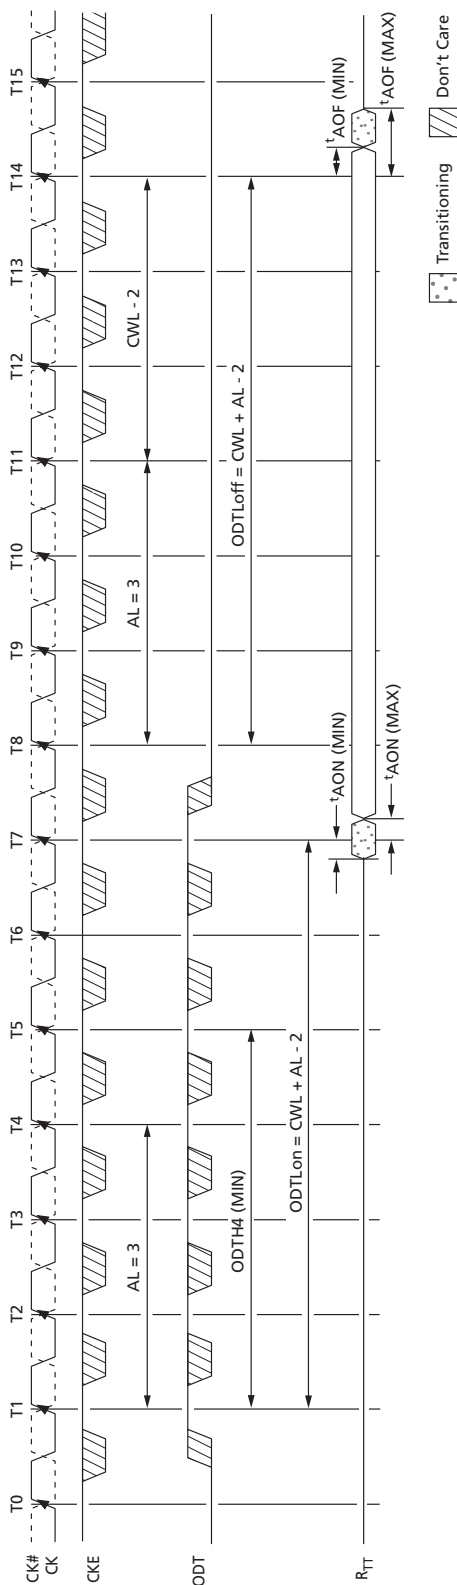 T0 T1 T2 T3 T4 T5 T6 T7 T8 T9 T10 T11 T12 T13 T14 T15
CK#
CK
CKE
AL = 3
AL = 3
CWL - 2
ODT
ODTH4 (MIN)
ODTLoff = CWL + AL - 2
ODTLon = CWL + AL - 2
tAON (MIN)
tAOF (MIN)
RTT
tAON (MAX)
tAOF (MAX)
Transitioning
Don't Care